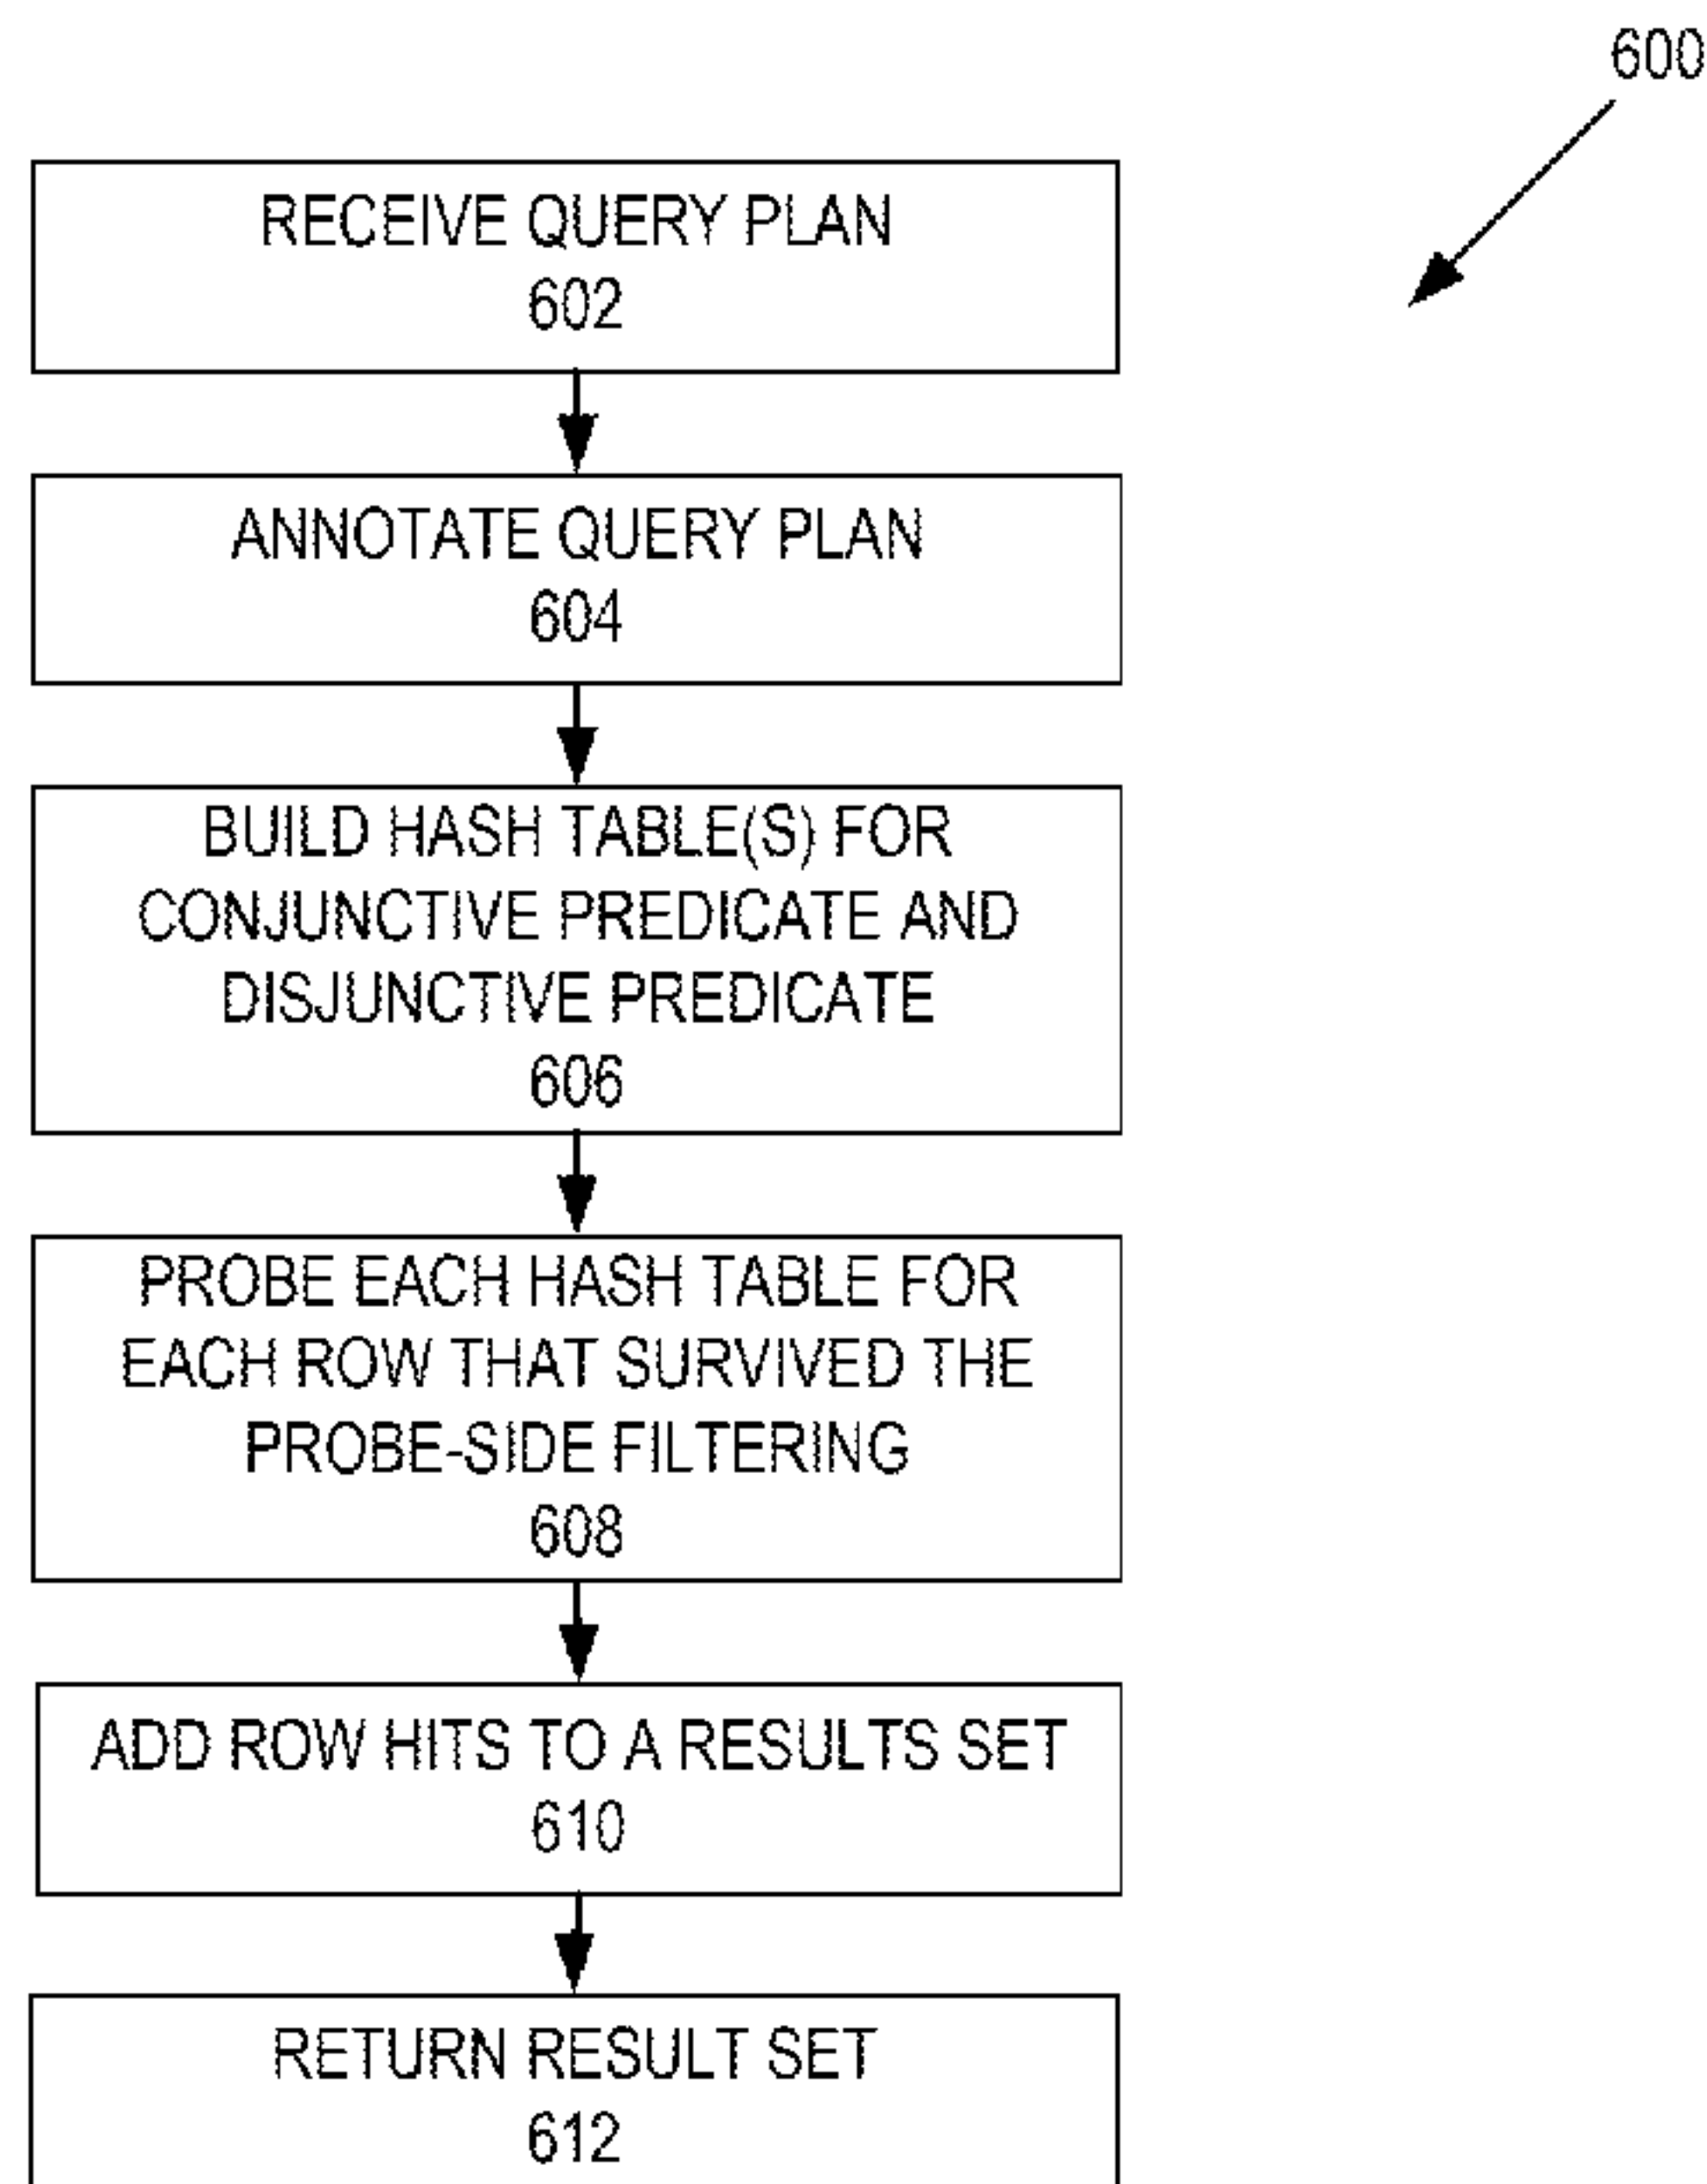 600
RECEIVE QUERY PLAN
602
ANNOTATE QUERY PLAN
604
BUILD HASH TABLE(S) FOR
CONJUNCTIVE PREDICATE AND
DISJUNCTIVE PREDICATE
606
PROBE EACH HASH TABLE FOR
EACH ROW THAT SURVIVED THE
PROBE-SIDE FILTERING
608
ADD ROW HITS TO A RESULTS SET
610
RETURN RESULT SET
612